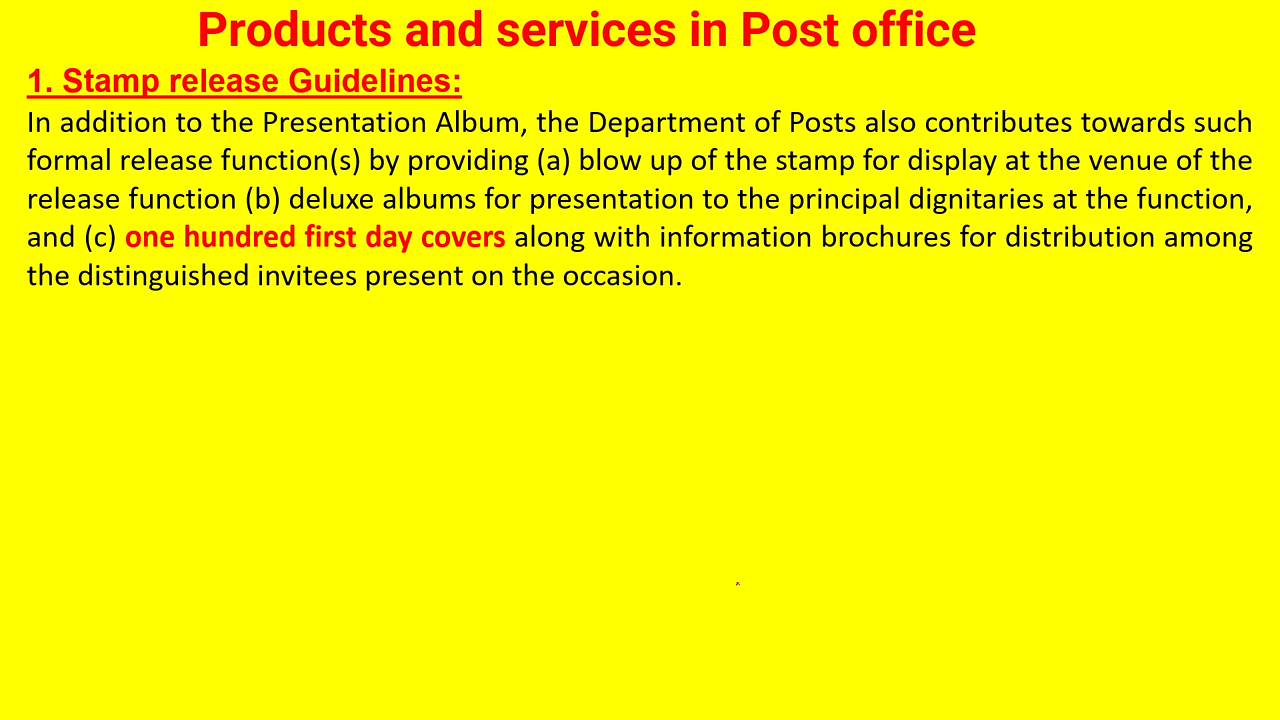 Products and services in Post office
1. Stamp release Guidelines:
In addition to the Presentation Album, the Department of Posts also contributes towards such
formal release function(s) by providing (a) blow up of the stamp for display at the venue of the
release function (b) deluxe albums for presentation to the principal dignitaries at the function,
and (c) one hundred first day covers along with information brochures for distribution among
the distinguished invitees present on the occasion.